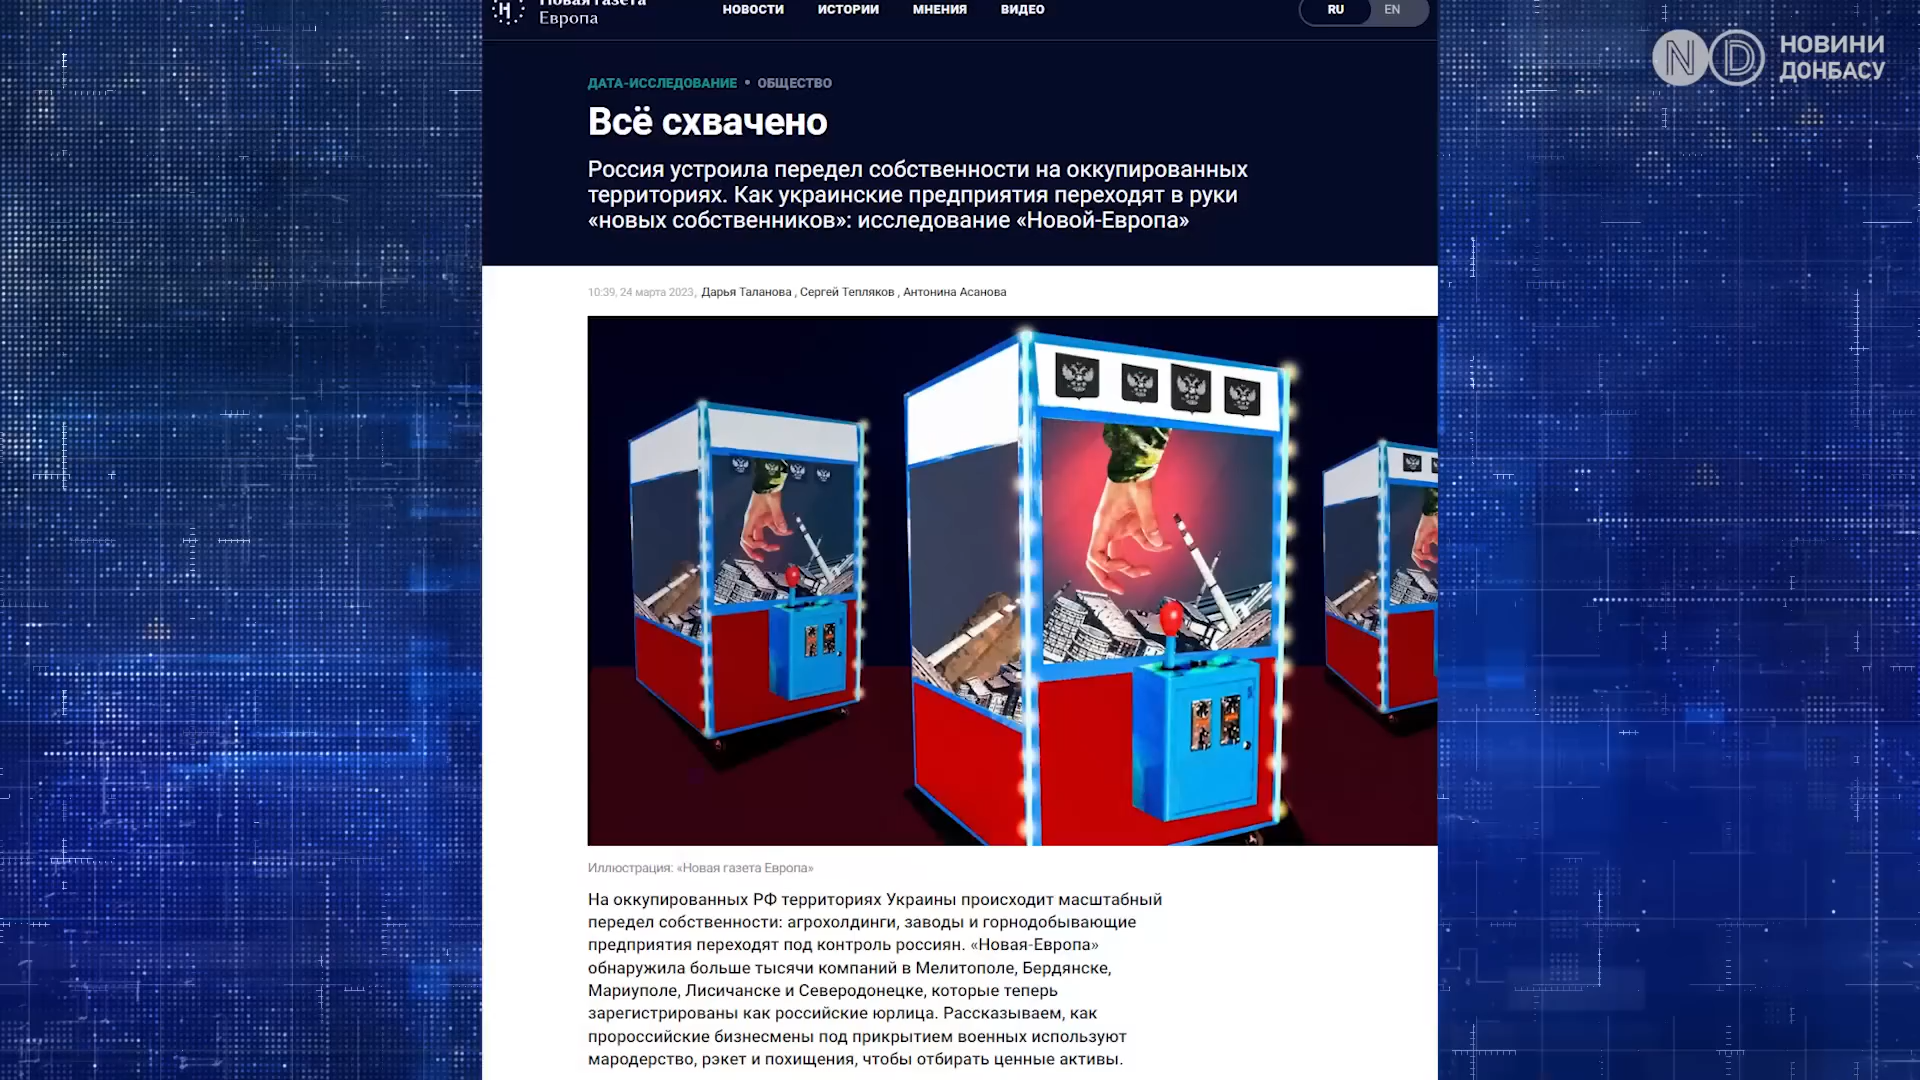 Новая газета
Европа
НОВОСТИ ИСТОРИИ МНЕНИЯ ВИДЕО
RU EN
НОВИНИ
ДОНБАСУ
ДАТА-ИССЛЕДОВАНИЕ • ОБЩЕСТВО
Всё схвачено
Россия устроила передел собственности на оккупированных
территориях. Как украинские предприятия переходят в руки
«новых собственников»: исследование «Новой-Европа»
10:39, 24 марта 2023, Дарья Таланова , Сергей Тепляков , Антонина Асанова
Иллюстрация: «Новая газета Европа»
На оккупированных РФ территориях Украины происходит масштабный
передел собственности: агрохолдинги, заводы и горнодобывающие
предприятия переходят под контроль россиян. «Новая-Европа»
обнаружила больше тысячи компаний в Мелитополе, Бердянске,
Мариуполе, Лисичанске и Северодонецке, которые теперь
зарегистрированы как российские юрлица. Рассказываем, как
пророссийские бизнесмены под прикрытием военных используют
мародерство, рэкет и похищения, чтобы отбирать ценные активы.